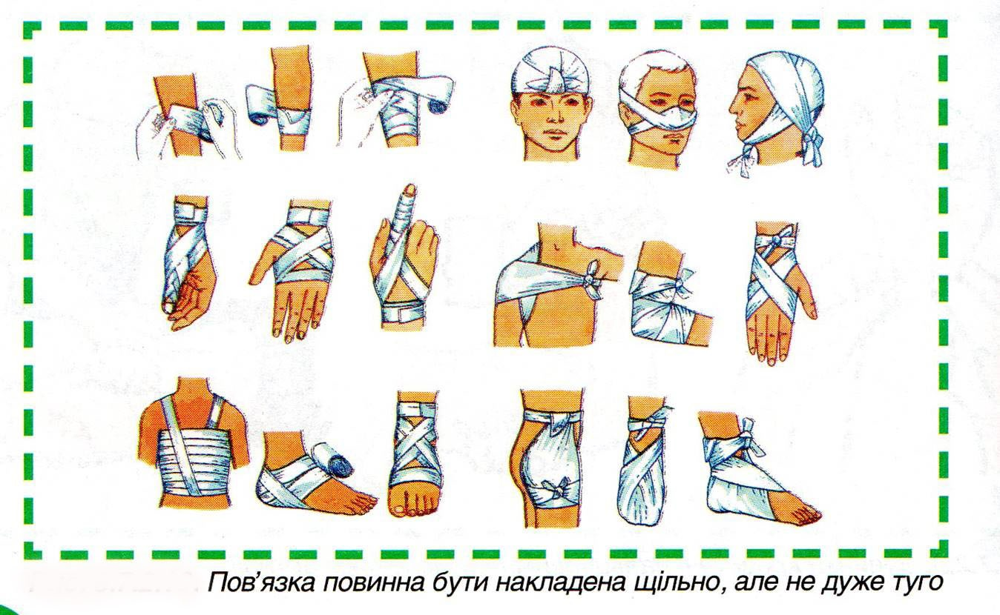 Пов’язка повинна бути накладена щільно, але не дуже туго